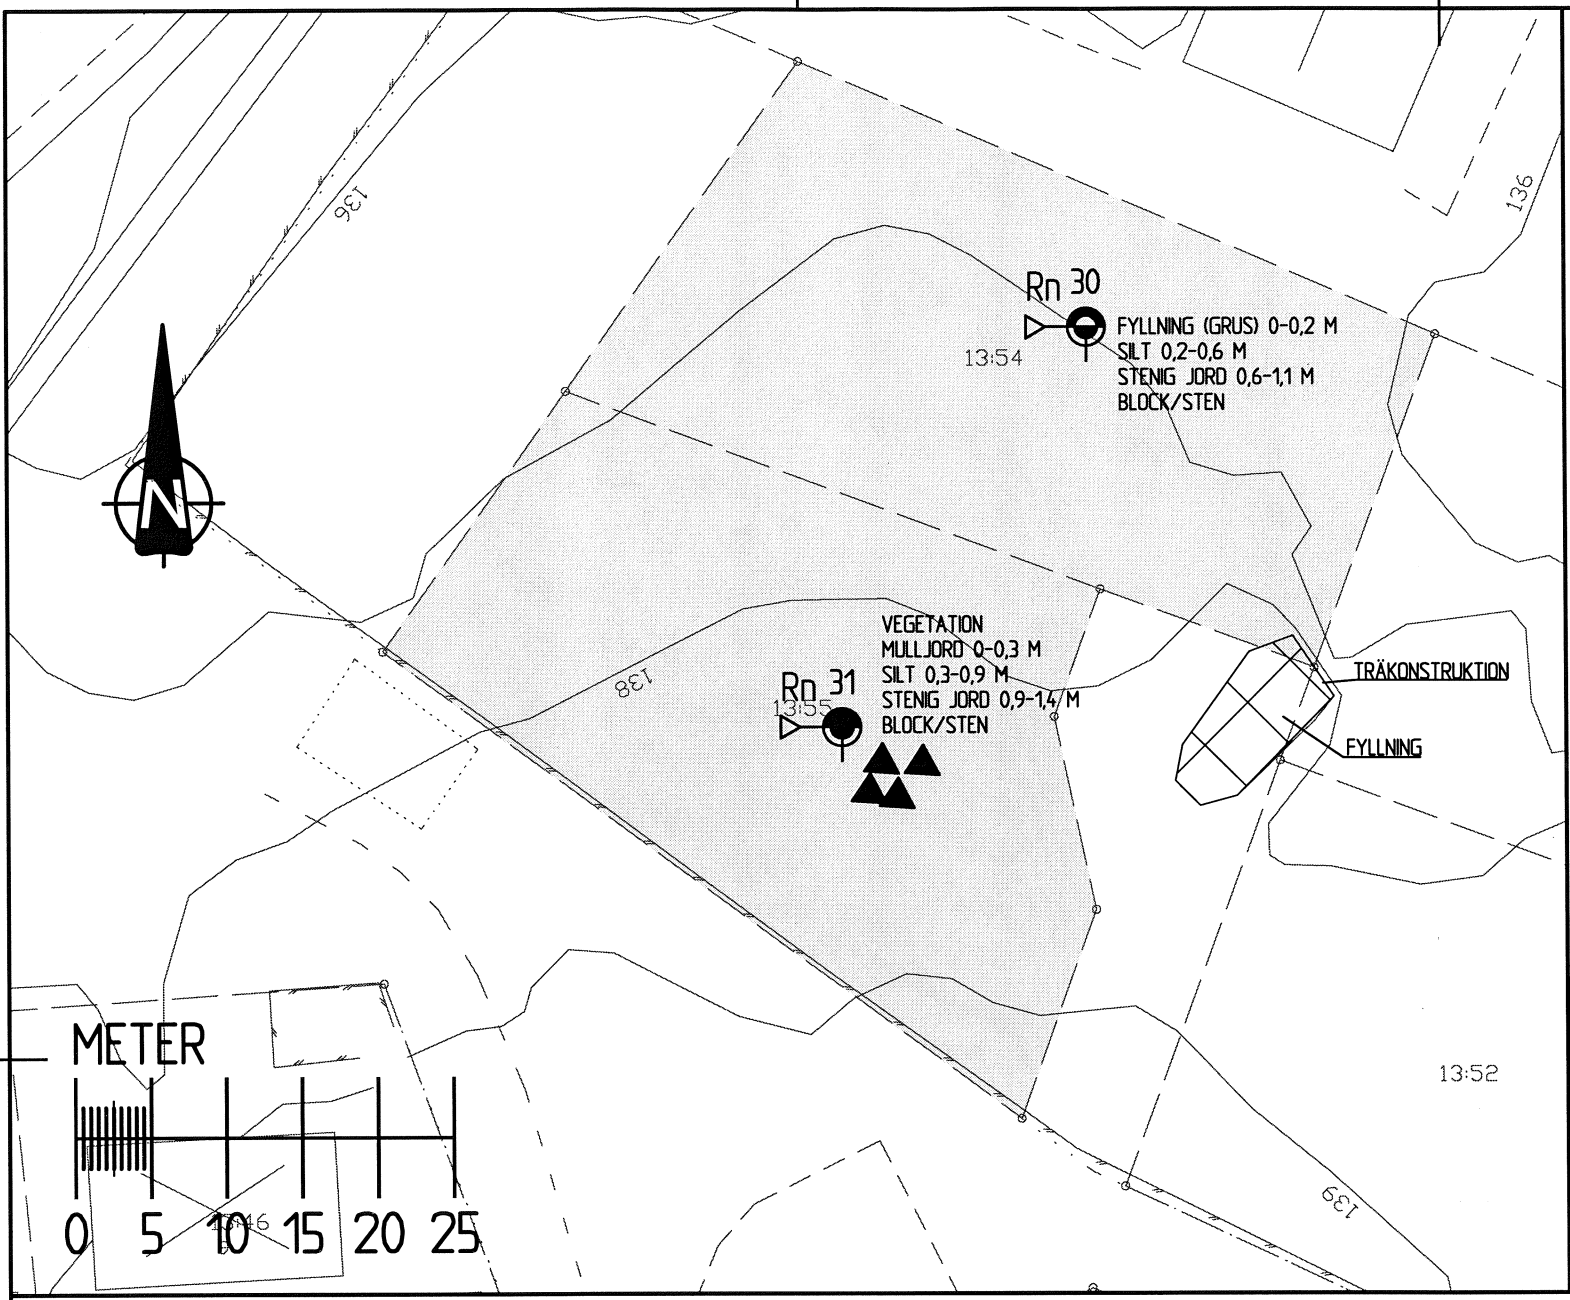 136
136
Rn 30
FYLLNING (GRUS) 0-0,2 M
SILT 0,2-0,6 M
STENIG JORD 0,6-1,1 M
BLOCK/STEN
13:54
N
VEGETATION
MULLJORD 0-0,3 M
SILT 0,3-0,9 M
STENIG JORD 0,9-1,4 M
BLOCK/STEN
138
Rn 31
13:55
TRÄKONSTRUKTION
FYLLNING
METER
13:52
139
0 5 10 15 20 25